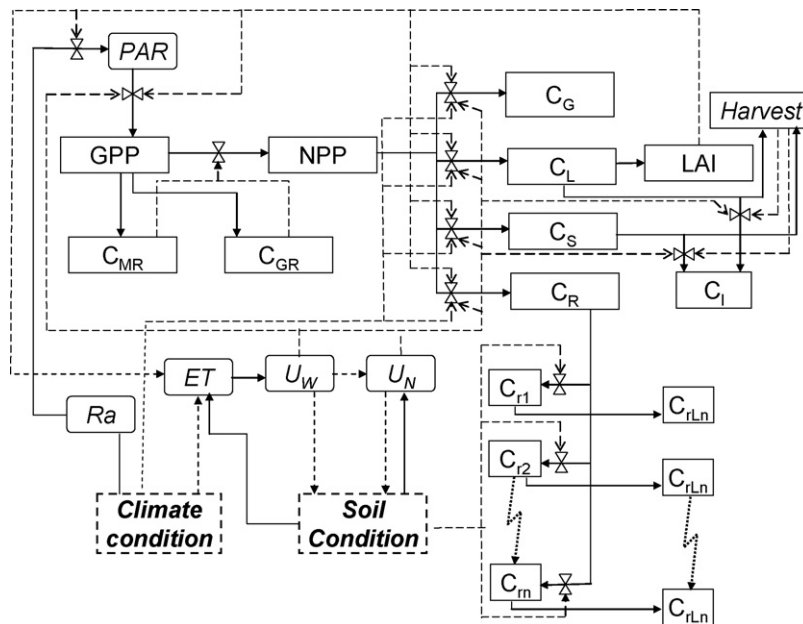 PAR
C_G
Harvest
GPP
NPP
C_L
LAI
C_MR
C_GR
C_S
C_R
C_I
ET
U_W
U_N
Ra
C_r1
C_rLn
C_r2
C_rLn
Climate
condition
Soil
Condition
C_rn
C_rLn